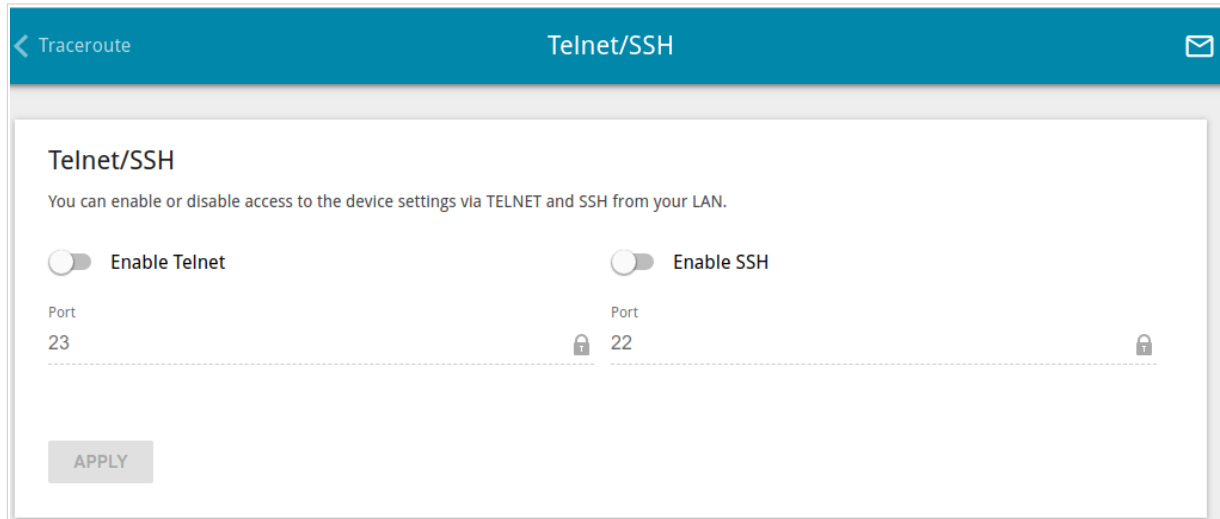 Traceroute
Telnet/SSH
Telnet/SSH
You can enable or disable access to the device settings via TELNET and SSH from your LAN.
Enable Telnet
Enable SSH
Port
Port
23
22
APPLY